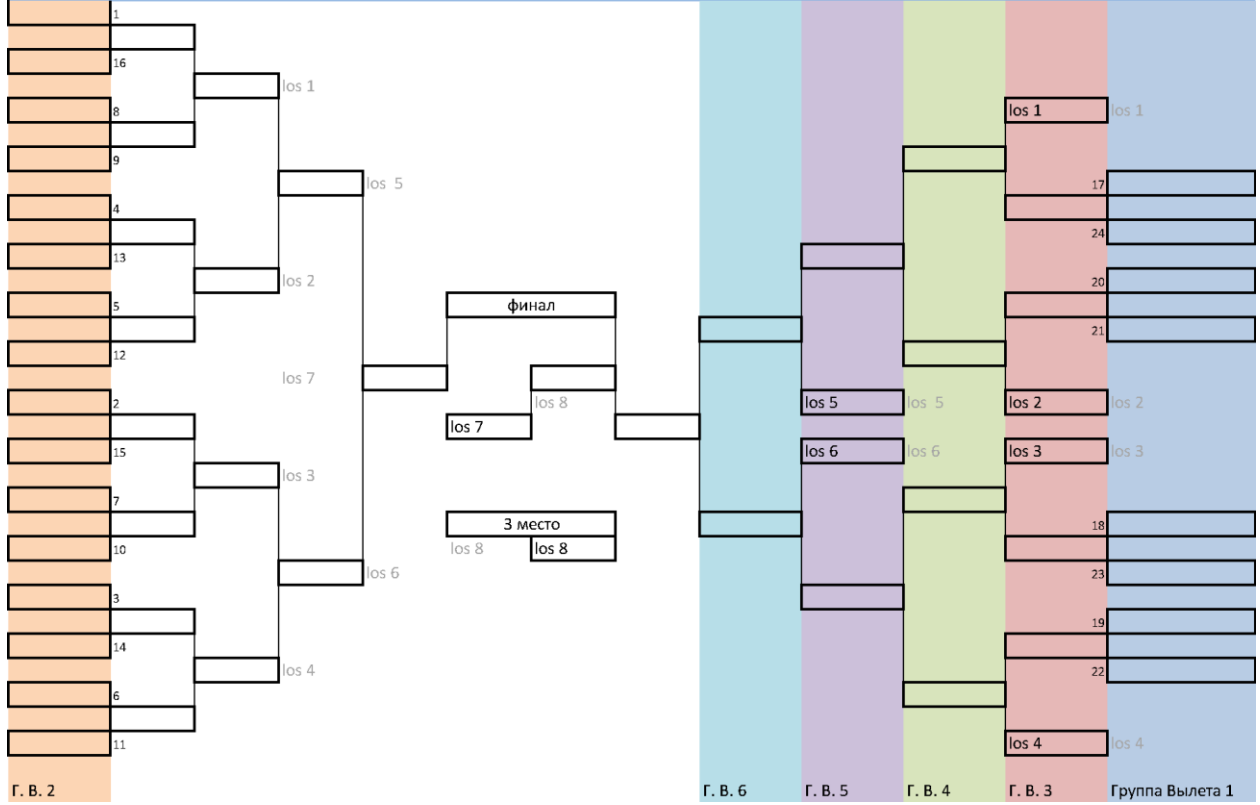 1
16
los 1
8
los 1
los 1
9
17
los 5
4
24
13
los 2
20
5
финал
21
12
los 7
2
los 8
los 5
los 5
los 2
los 2
los 7
15
los 6
los 6
los 3
los 3
los 3
7
3 место
18
10
los 8
los 8
los 6
23
3
19
14
los 4
22
6
11
los 4
los 4
Г. В. 2
Г. В. 6
Г. В. 5
Г. В. 4
Г. В. 3
Группа Вылета 1